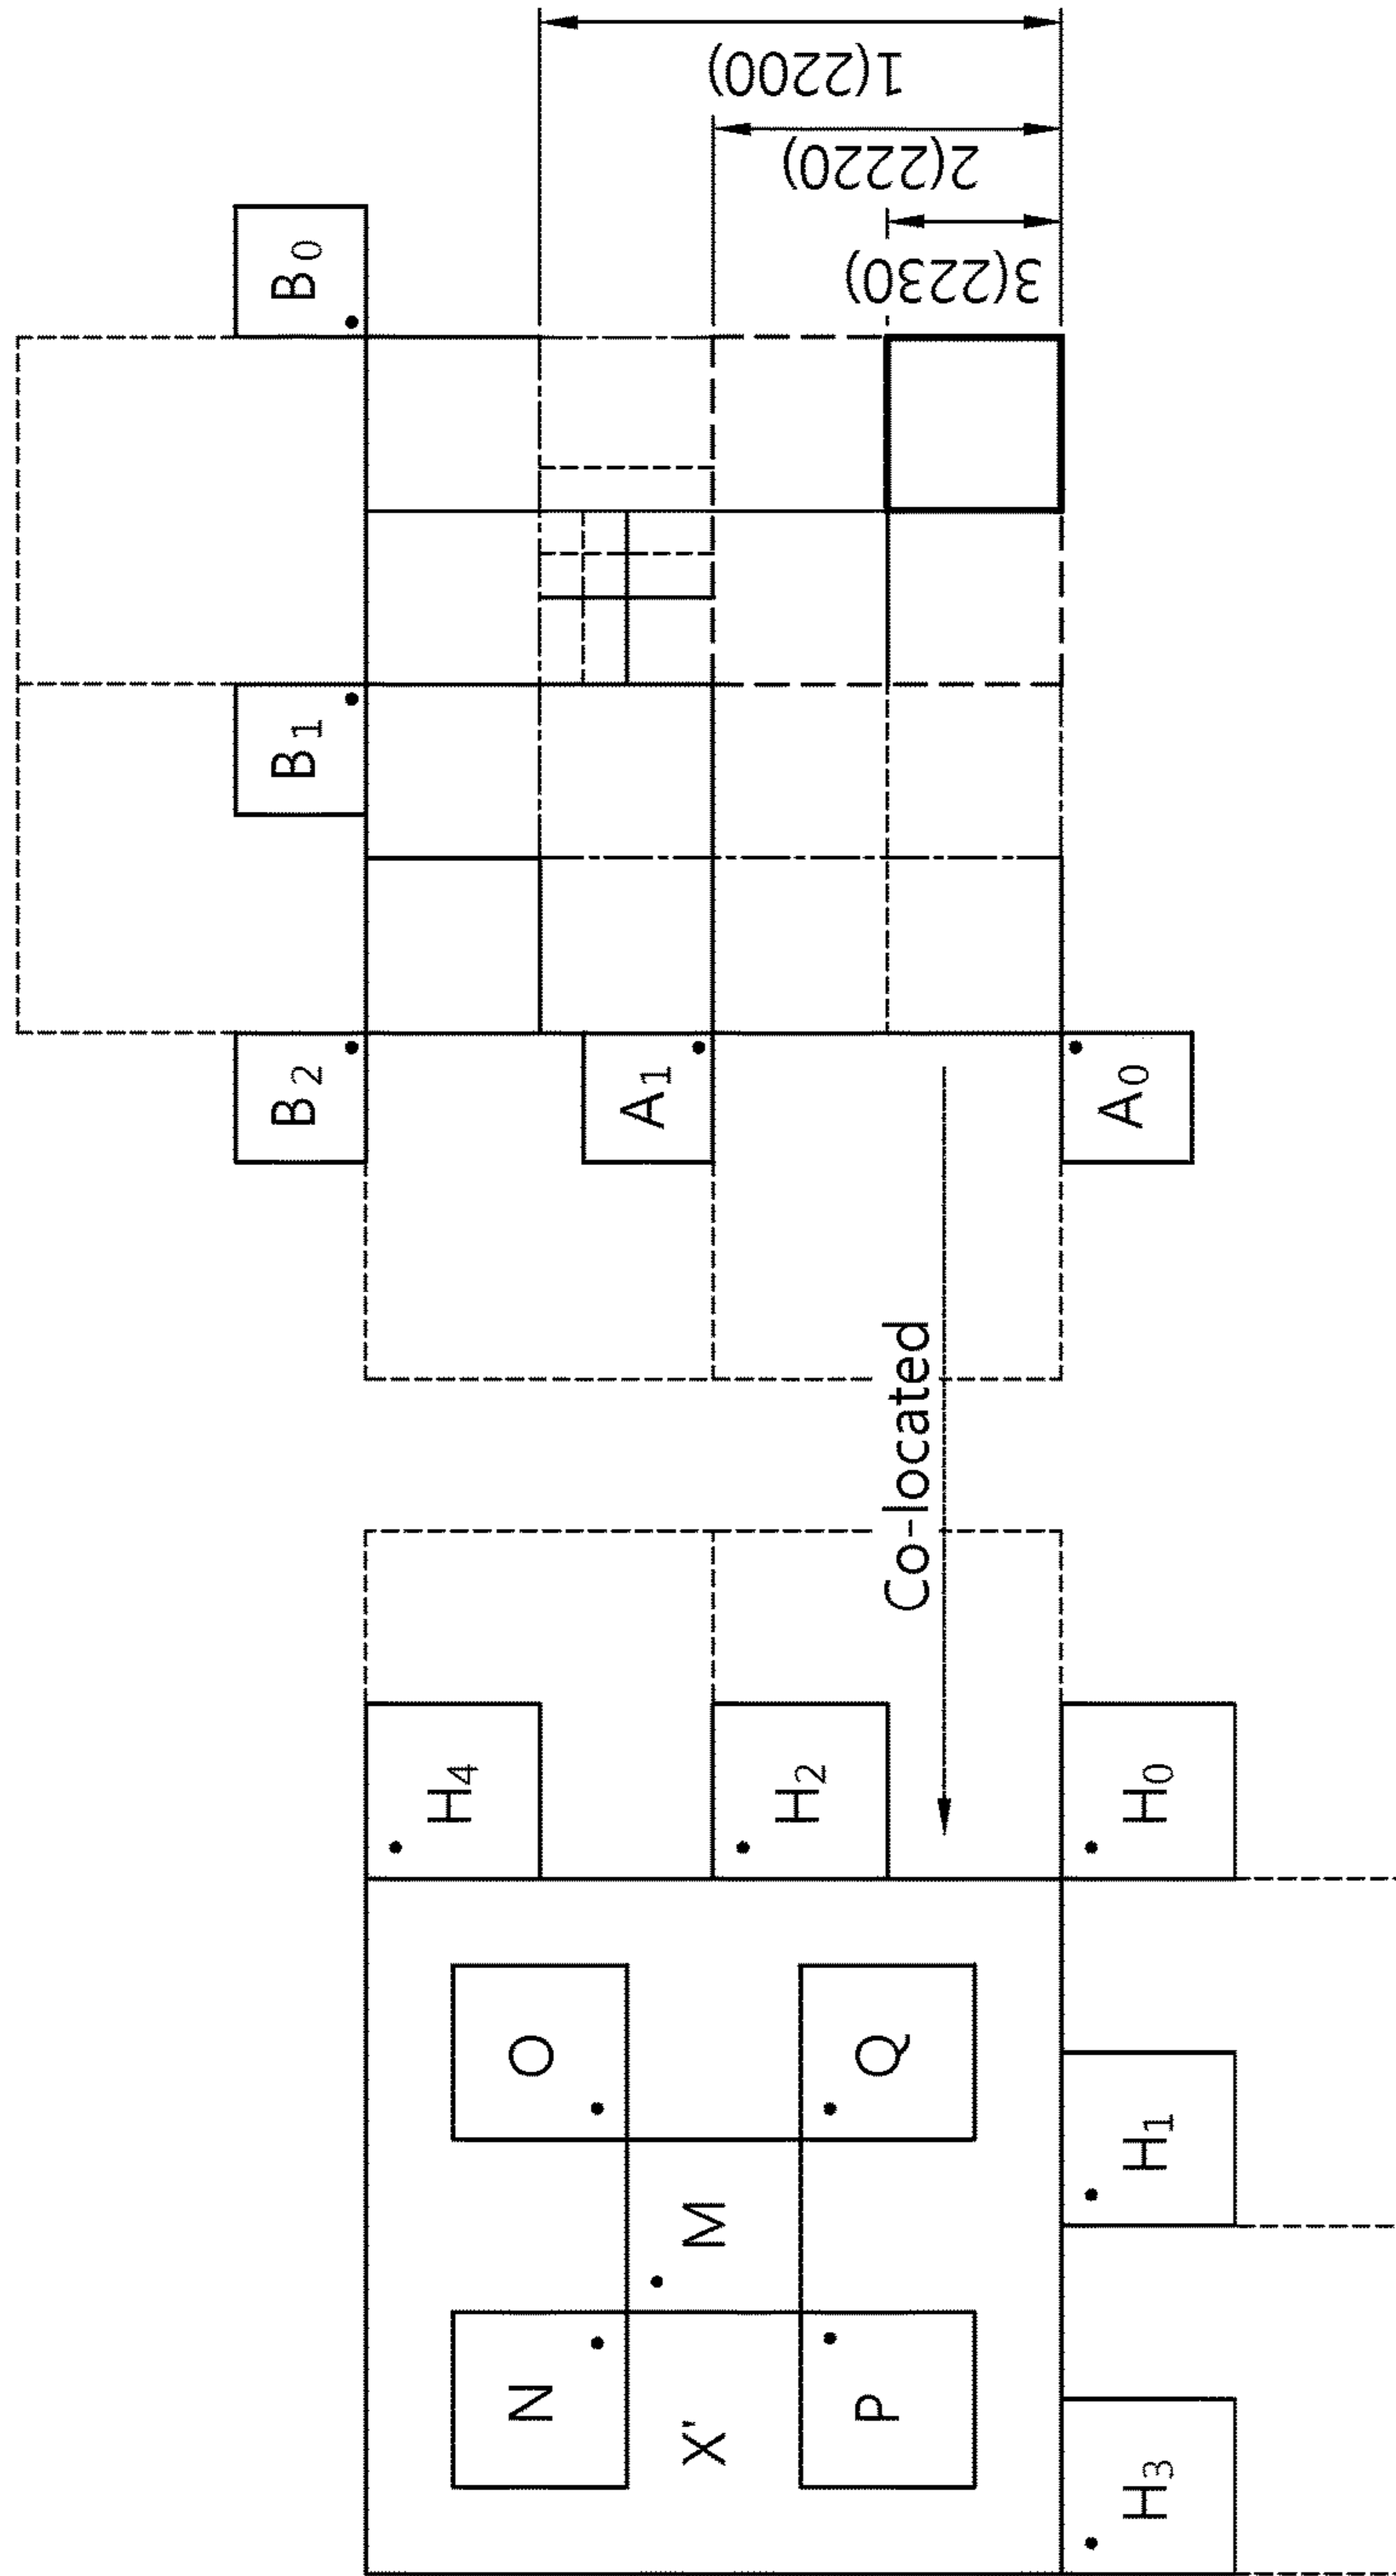 1(2200)
2(2220)
3(2230)
B0
B1
B2
A1
A0
Co-located
H4
H2
H0
O
Q
M
H1
N
X'
P
H3